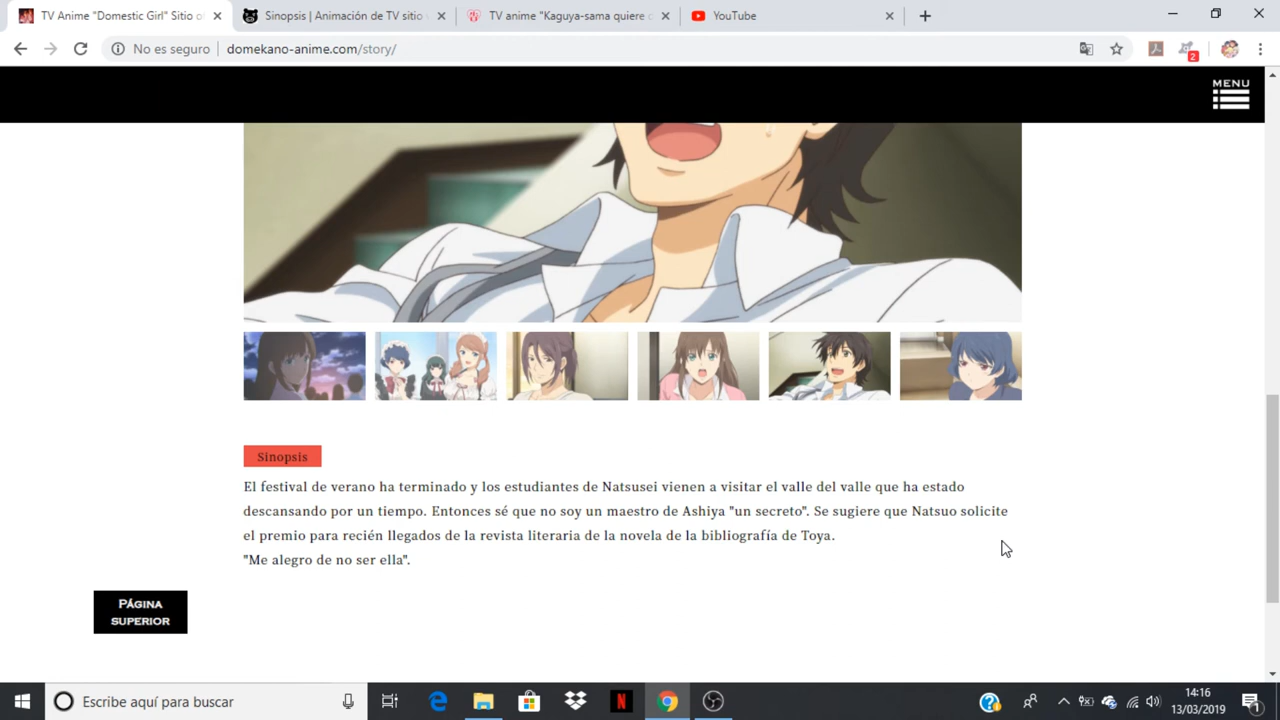 TV Anime "Domestic Girl" Sitio o
Sinopsis | Animación de TV sitio
TV anime "Kaguya-sama quiere
YouTube
No es seguro
domekano-anime.com/story/
2
MENU
Sinopsis
El festival de verano ha terminado y los estudiantes de Natsusei vienen a visitar el valle del valle que ha estado
descansando por un tiempo. Entonces sé que no soy un maestro de Ashiya "un secreto". Se sugiere que Natsuo solicite
el premio para recién llegados de la revista literaria de la novela de la bibliografía de Toya.
"Me alegro de no ser ella".
PÁGINA
SUPERIOR
Escribe aquí para buscar
14:16
13/03/2019
1